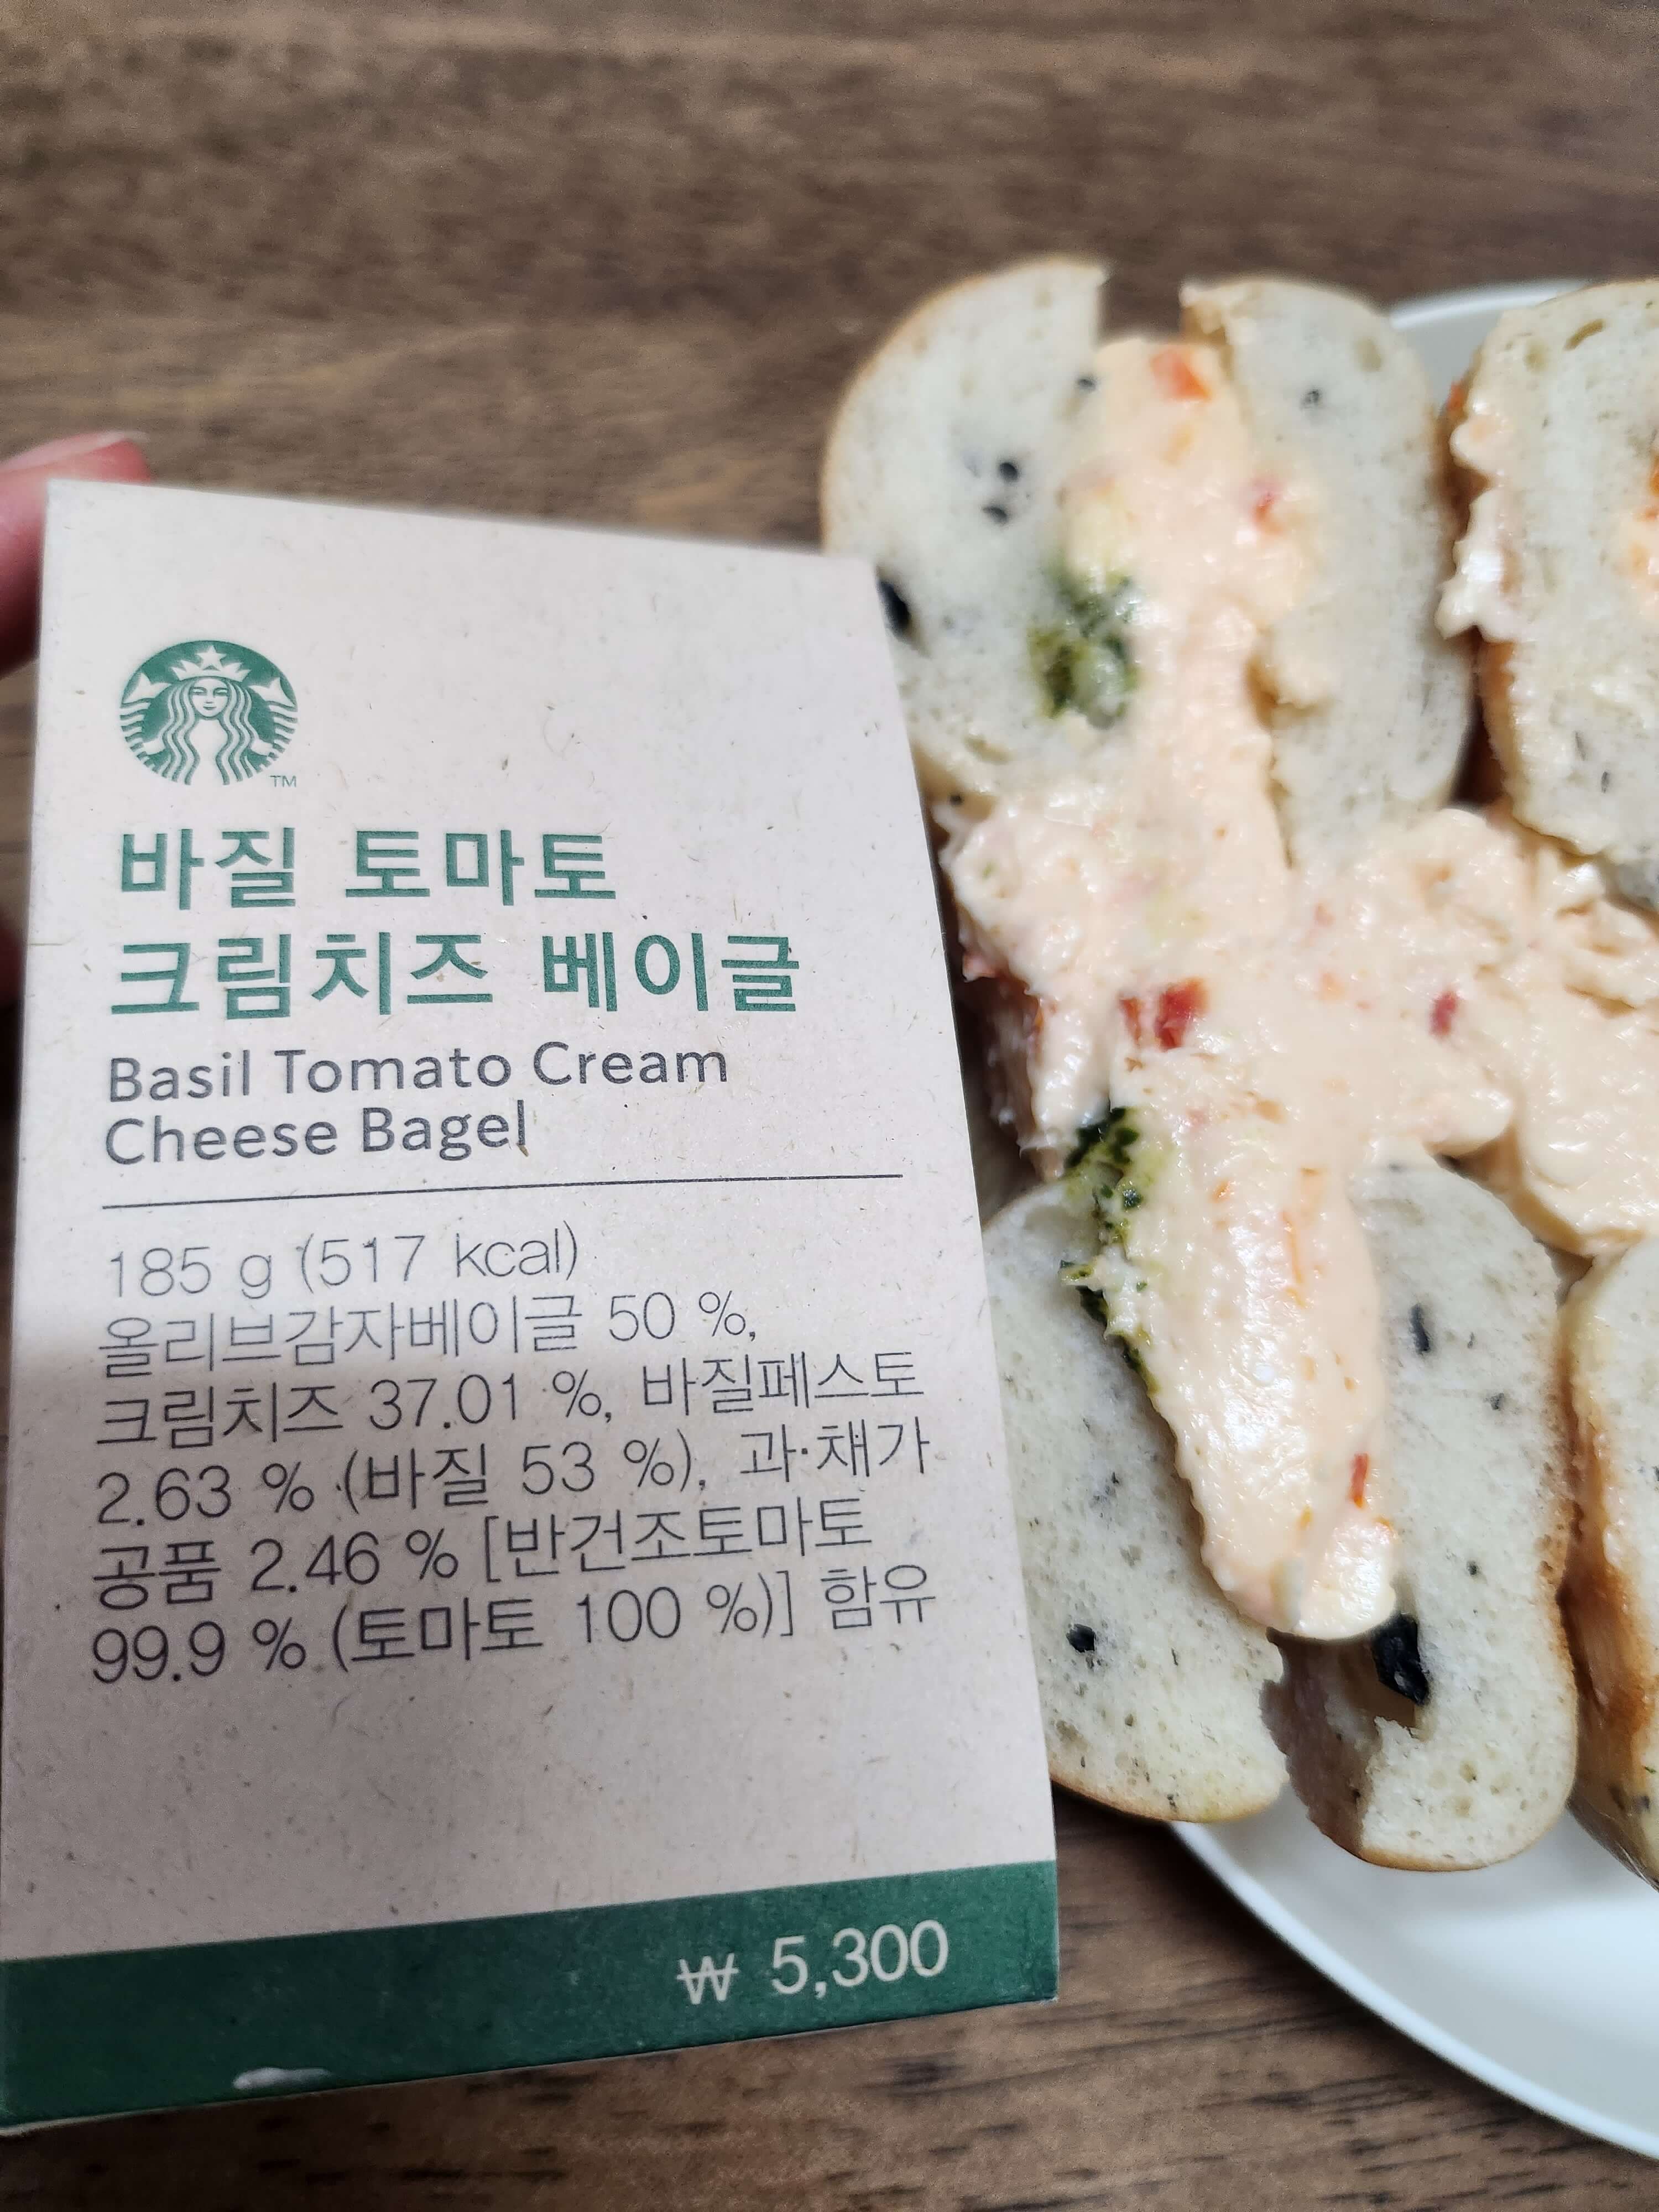 TM
바질 토마토
크림치즈 베이글
Basil Tomato Cream
Cheese Bagel
185 g (517 kcal)
올리브감자베이글 50 %,
크림치즈 37.01 %, 바질페스토
2.63 % (바질 53 %), 과·채가
공품 2.46 % [반건조토마토
99.9 % (토마토 100 %)] 함유
₩ 5,300